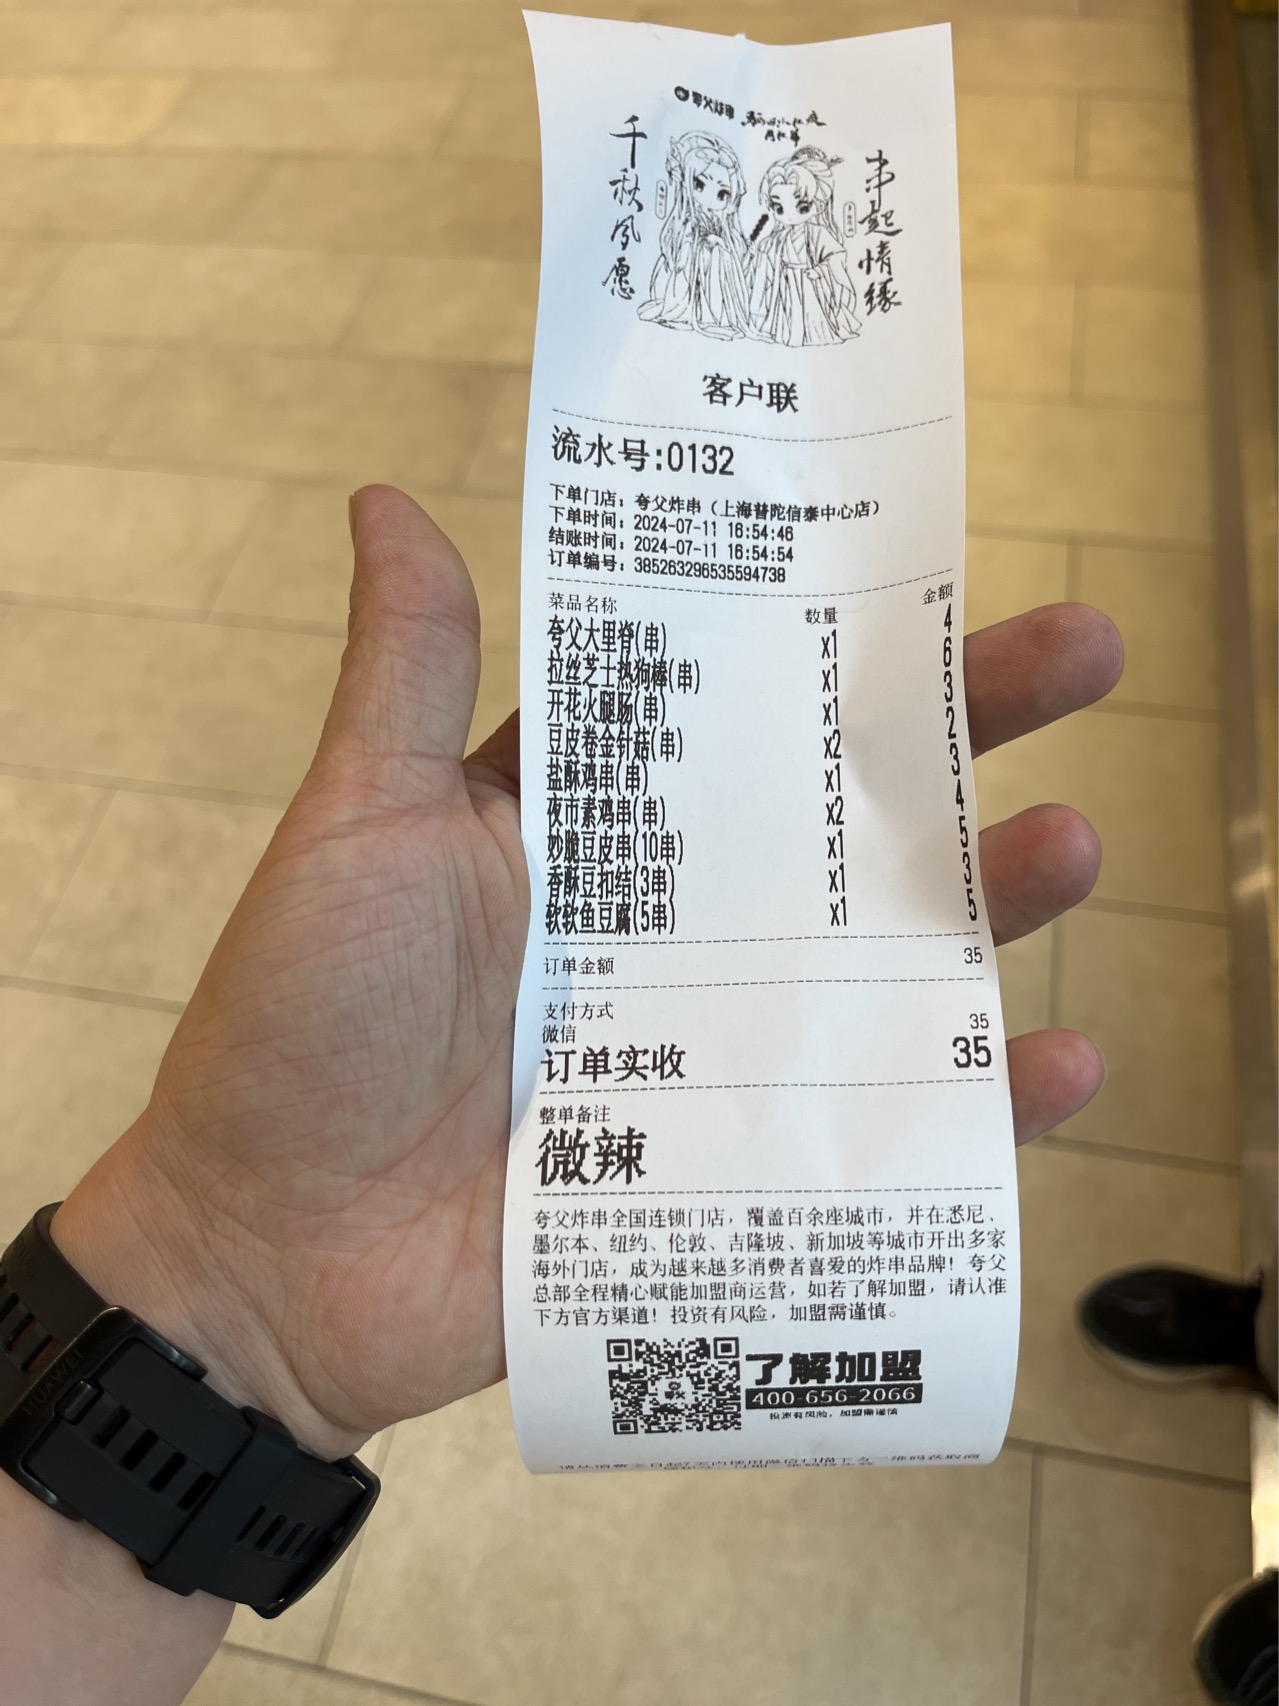 夸父炸串
千秋夙愿
串起情缘
客户联
流水号:0132
下单门店：夸父炸串（上海普陀信泰中心店）
下单时间：2024-07-11 16:54:46
结账时间：2024-07-11 16:54:54
订单编号：385263296535594738
菜品名称 数量 金额
夸父大里脊(串) x1 4
拉丝芝士热狗棒(串) x1 6
开花火腿肠(串) x1 3
豆皮卷金针菇(串) x2 2
盐酥鸡串(串) x1 3
夜市素鸡串(串) x2 4
妙脆豆皮串(10串) x1 5
香酥豆扣结(3串) x1 3
软软鱼豆腐(5串) x1 5
订单金额 35
支付方式
微信 35
订单实收 35
整单备注
微辣
夸父炸串全国连锁门店，覆盖百余座城市，并在悉尼、
墨尔本、纽约、伦敦、吉隆坡、新加坡等城市开出多家
海外门店，成为越来越多消费者喜爱的炸串品牌！夸父
总部全程精心赋能加盟商运营，如若了解加盟，请认准
下方官方渠道！投资有风险，加盟需谨慎。
了解加盟
400-656-2066
投资有风险，加盟需谨慎
HUAWEI